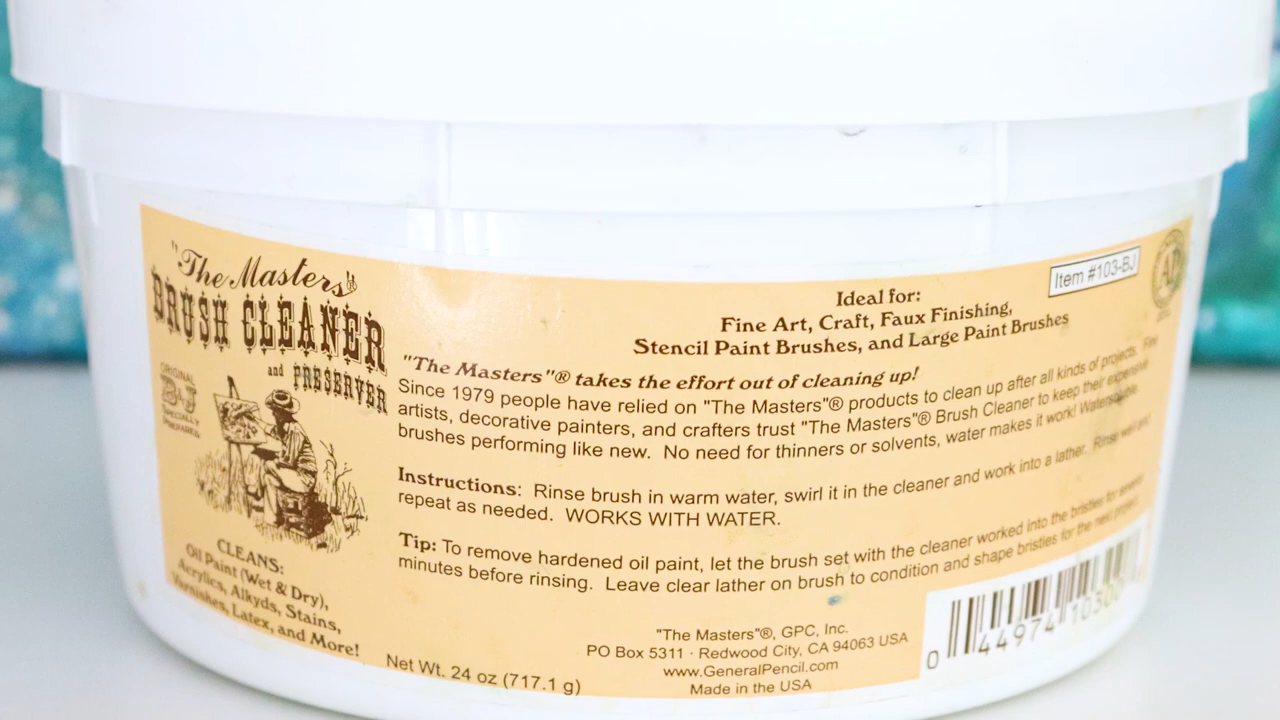 "The Masters"®
BRUSH CLEANER
and PRESERVER
ORIGINAL
B&J
SPECIALLY
PREPARED
CLEANS:
Oil Paint (Wet & Dry),
Acrylics, Alkyds, Stains,
Varnishes, Latex, and More!
Net Wt. 24 oz (717.1 g)
Item #103-BJ
AP
Ideal for:
Fine Art, Craft, Faux Finishing,
Stencil Paint Brushes, and Large Paint Brushes
"The Masters"® takes the effort out of cleaning up!
Since 1979 people have relied on "The Masters"® products to clean up after all kinds of projects. Fine
artists, decorative painters, and crafters trust "The Masters"® Brush Cleaner to keep their expensive
brushes performing like new. No need for thinners or solvents, water makes it work! Watersoluble.
Instructions: Rinse brush in warm water, swirl it in the cleaner and work into a lather. Rinse well and
repeat as needed. WORKS WITH WATER.
Tip: To remove hardened oil paint, let the brush set with the cleaner worked into the bristles for several
minutes before rinsing. Leave clear lather on brush to condition and shape bristles for the next project.
"The Masters"®, GPC, Inc.
PO Box 5311 · Redwood City, CA 94063 USA
www.GeneralPencil.com
Made in the USA
0 44974 10300